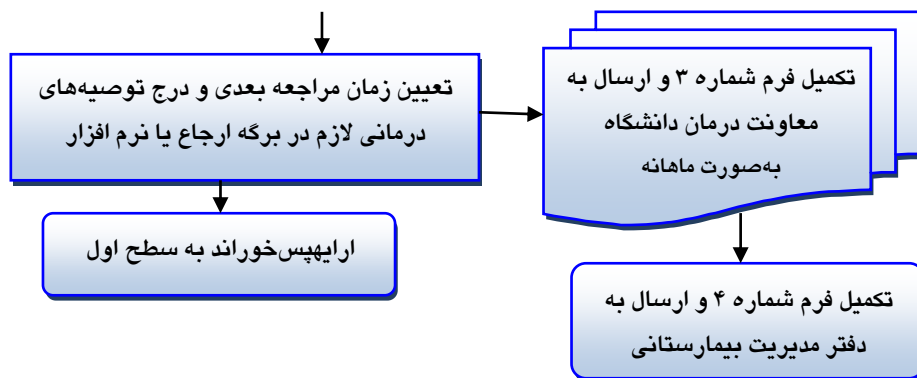 تعیین زمان مراجعه بعدی و درج توصیه‌های
درمانی لازم در برگه ارجاع یا نرم افزار
تکمیل فرم شماره ۳ و ارسال به
معاونت درمان دانشگاه
به‌صورت ماهانه
ارایهپس‌خوراند به سطح اول
تکمیل فرم شماره ۴ و ارسال به
دفتر مدیریت بیمارستانی